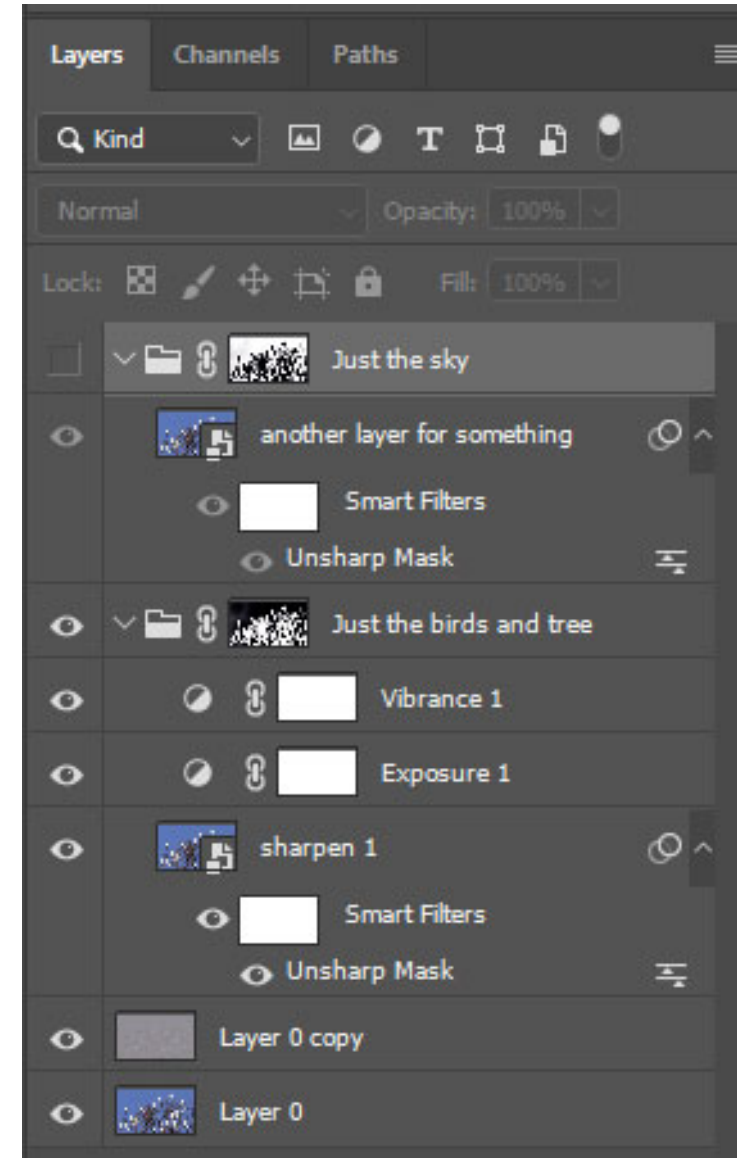 Layers Channels Paths
Kind T
Normal Opacity: 100%
Lock: Fill: 100%
Just the sky
another layer for something
Smart Filters
Unsharp Mask
Just the birds and tree
Vibrance 1
Exposure 1
sharpen 1
Smart Filters
Unsharp Mask
Layer 0 copy
Layer 0